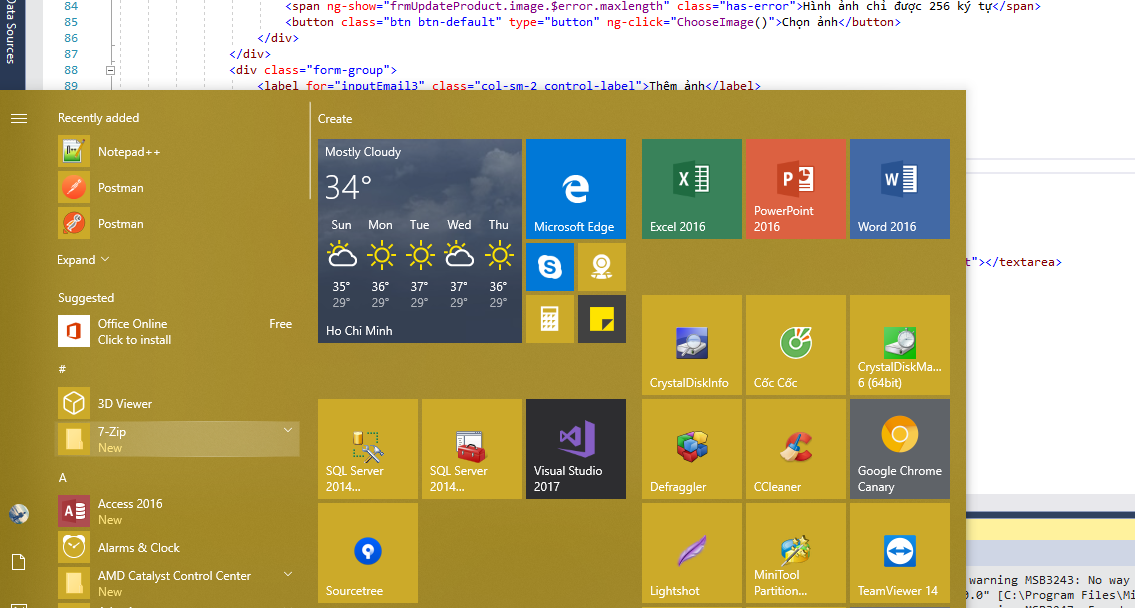 Data Sources
84 <span ng-show="frmUpdateProduct.image.$error.maxlength" class="has-error">Hình ảnh chỉ được 256 ký tự</span>
85 <button class="btn btn-default" type="button" ng-click="ChooseImage()">Chọn ảnh</button>
86 </div>
87 </div>
88 <div class="form-group">
89 <label for="inputEmail3" class="col-sm-2 control-label">Thêm ảnh</label>
t"></textarea>
Recently added
Notepad++
Postman
Postman
Expand
Suggested
Office Online
Free
Click to install
#
3D Viewer
7-Zip
New
A
Access 2016
New
Alarms & Clock
AMD Catalyst Control Center
New
Create
Mostly Cloudy
34°
Sun Mon Tue Wed Thu
35° 36° 37° 37° 36°
29° 29° 29° 29° 29°
Ho Chi Minh
Microsoft Edge
Excel 2016
PowerPoint
2016
Word 2016
CrystalDiskInfo
Cốc Cốc
CrystalDiskMa...
6 (64bit)
SQL Server
2014...
SQL Server
2014...
Visual Studio
2017
Defraggler
CCleaner
Google Chrome
Canary
Sourcetree
Lightshot
MiniTool
Partition...
TeamViewer 14
warning MSB3243: No way
0.0" [C:\Program Files\Mi